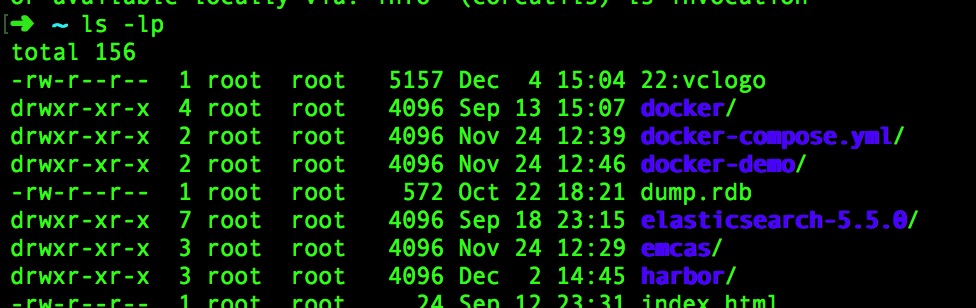 or available locally via: info '(coreutils) ls invocation'
➜ ~ ls -lp
total 156
-rw-r--r-- 1 root root 5157 Dec 4 15:04 22:vclogo
drwxr-xr-x 4 root root 4096 Sep 13 15:07 docker/
drwxr-xr-x 2 root root 4096 Nov 24 12:39 docker-compose.yml/
drwxr-xr-x 2 root root 4096 Nov 24 12:46 docker-demo/
-rw-r--r-- 1 root root 572 Oct 22 18:21 dump.rdb
drwxr-xr-x 7 root root 4096 Sep 18 23:15 elasticsearch-5.5.0/
drwxr-xr-x 3 root root 4096 Nov 24 12:29 emcas/
drwxr-xr-x 3 root root 4096 Dec 2 14:45 harbor/
-rw-r--r-- 1 root root 24 Sep 12 23:31 index.html